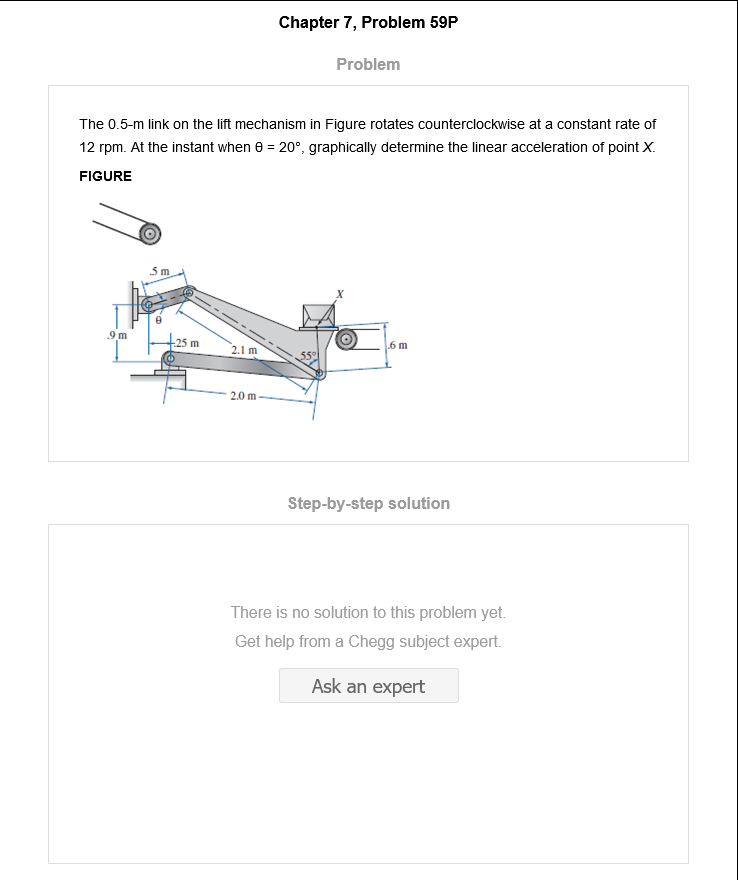 Chapter 7, Problem 59P
Problem
The 0.5-m link on the lift mechanism in Figure rotates counterclockwise at a constant rate of
12 rpm. At the instant when θ = 20°, graphically determine the linear acceleration of point X.
FIGURE
.5 m
X
θ
.9 m
.25 m
2.1 m
55°
.6 m
2.0 m
Step-by-step solution
There is no solution to this problem yet.
Get help from a Chegg subject expert.
Ask an expert